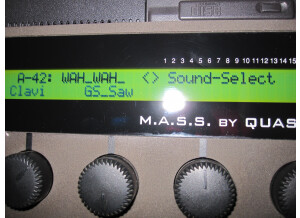 1 2 3 4 5 6 7 8 9 10 11 12 13 14 15
A-42: WAH_WAH_ <> Sound-Select
Clavi GS_Saw
M.A.S.S. BY QUAS